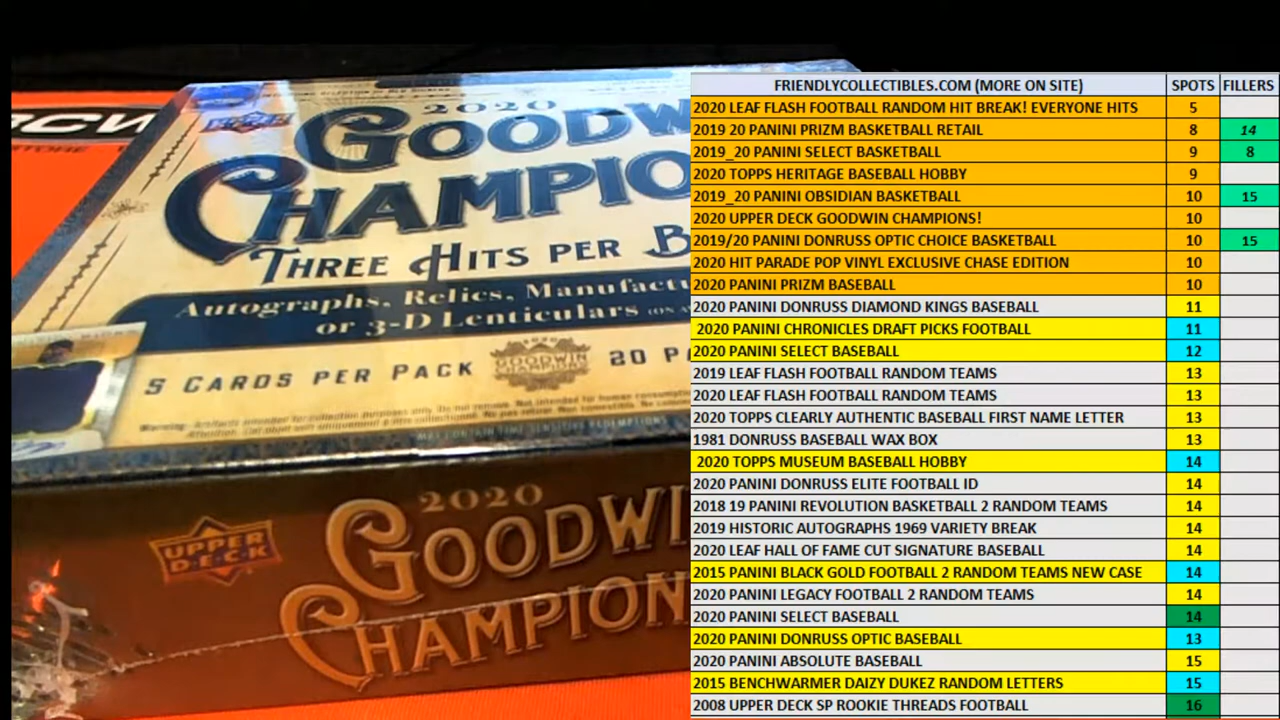 2020
GOODW
CHAMPIO
THREE HITS PER B
Autographs, Relics, Manufactu
or 3-D Lenticulars
5 CARDS PER PACK
GOODWIN
CHAMPIONS
20 P
2020
UPPER
D·E·C·K
GOODWI
CHAMPION
FRIENDLYCOLLECTIBLES.COM (MORE ON SITE) SPOTS FILLERS
2020 LEAF FLASH FOOTBALL RANDOM HIT BREAK! EVERYONE HITS 5
2019 20 PANINI PRIZM BASKETBALL RETAIL 8 14
2019_20 PANINI SELECT BASKETBALL 9 8
2020 TOPPS HERITAGE BASEBALL HOBBY 9
2019_20 PANINI OBSIDIAN BASKETBALL 10 15
2020 UPPER DECK GOODWIN CHAMPIONS! 10
2019/20 PANINI DONRUSS OPTIC CHOICE BASKETBALL 10 15
2020 HIT PARADE POP VINYL EXCLUSIVE CHASE EDITION 10
2020 PANINI PRIZM BASEBALL 10
2020 PANINI DONRUSS DIAMOND KINGS BASEBALL 11
2020 PANINI CHRONICLES DRAFT PICKS FOOTBALL 11
2020 PANINI SELECT BASEBALL 12
2019 LEAF FLASH FOOTBALL RANDOM TEAMS 13
2020 LEAF FLASH FOOTBALL RANDOM TEAMS 13
2020 TOPPS CLEARLY AUTHENTIC BASEBALL FIRST NAME LETTER 13
1981 DONRUSS BASEBALL WAX BOX 13
2020 TOPPS MUSEUM BASEBALL HOBBY 14
2020 PANINI DONRUSS ELITE FOOTBALL ID 14
2018 19 PANINI REVOLUTION BASKETBALL 2 RANDOM TEAMS 14
2019 HISTORIC AUTOGRAPHS 1969 VARIETY BREAK 14
2020 LEAF HALL OF FAME CUT SIGNATURE BASEBALL 14
2015 PANINI BLACK GOLD FOOTBALL 2 RANDOM TEAMS NEW CASE 14
2020 PANINI LEGACY FOOTBALL 2 RANDOM TEAMS 14
2020 PANINI SELECT BASEBALL 14
2020 PANINI DONRUSS OPTIC BASEBALL 13
2020 PANINI ABSOLUTE BASEBALL 15
2015 BENCHWARMER DAIZY DUKEZ RANDOM LETTERS 15
2008 UPPER DECK SP ROOKIE THREADS FOOTBALL 16